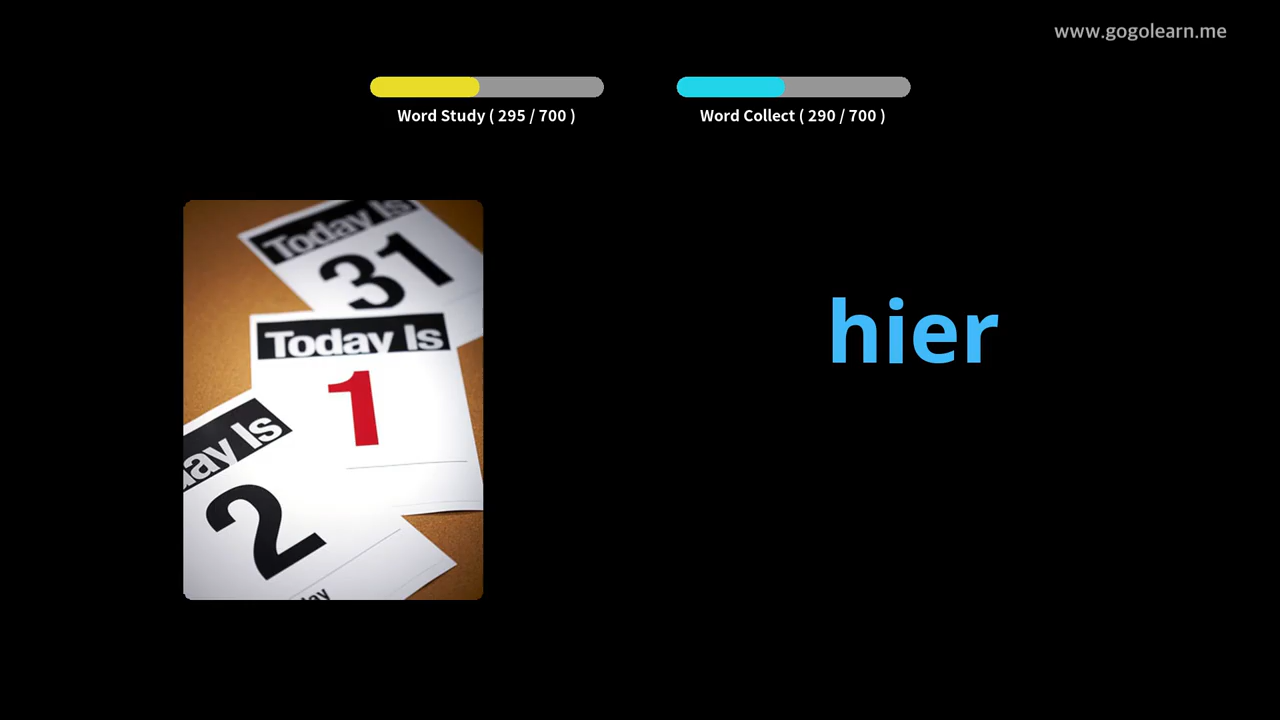 www.gogolearn.me
Word Study ( 295 / 700 )
Word Collect ( 290 / 700 )
Today Is
31
Today Is
1
hier
ay Is
2